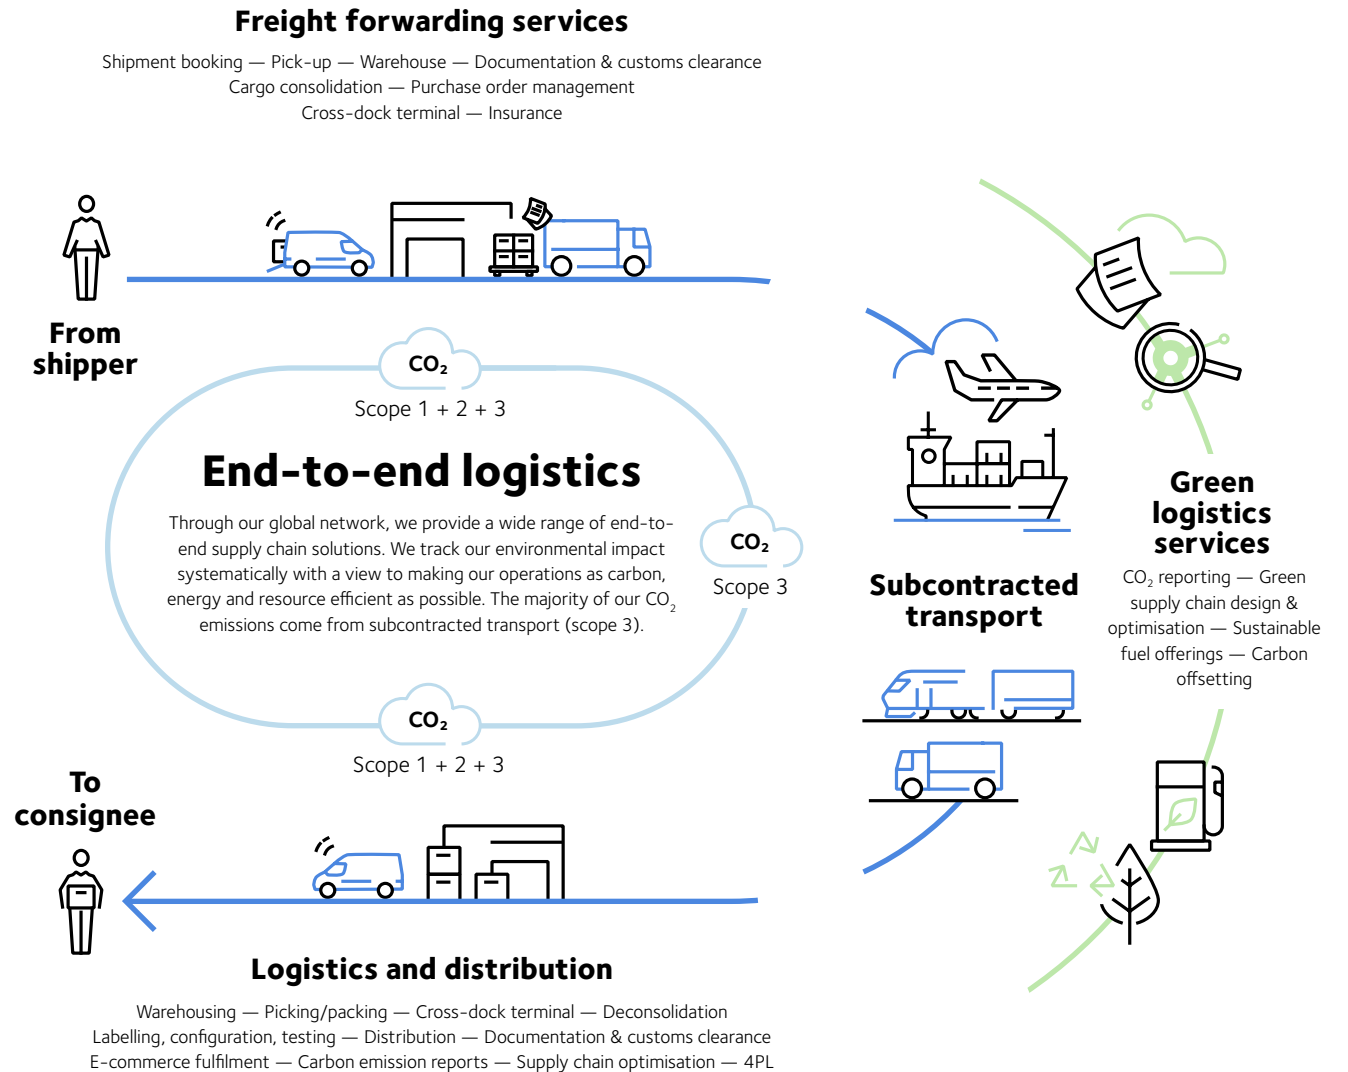 Freight forwarding services
Shipment booking — Pick-up — Warehouse — Documentation & customs clearance
Cargo consolidation — Purchase order management
Cross-dock terminal — Insurance
From
shipper
CO₂
Scope 1 + 2 + 3
End-to-end logistics
Through our global network, we provide a wide range of end-to-
end supply chain solutions. We track our environmental impact
systematically with a view to making our operations as carbon,
energy and resource efficient as possible. The majority of our CO₂
emissions come from subcontracted transport (scope 3).
CO₂
Scope 3
CO₂
Scope 1 + 2 + 3
Subcontracted
transport
Green
logistics
services
CO₂ reporting — Green
supply chain design &
optimisation — Sustainable
fuel offerings — Carbon
offsetting
To
consignee
Logistics and distribution
Warehousing — Picking/packing — Cross-dock terminal — Deconsolidation
Labelling, configuration, testing — Distribution — Documentation & customs clearance
E-commerce fulfilment — Carbon emission reports — Supply chain optimisation — 4PL